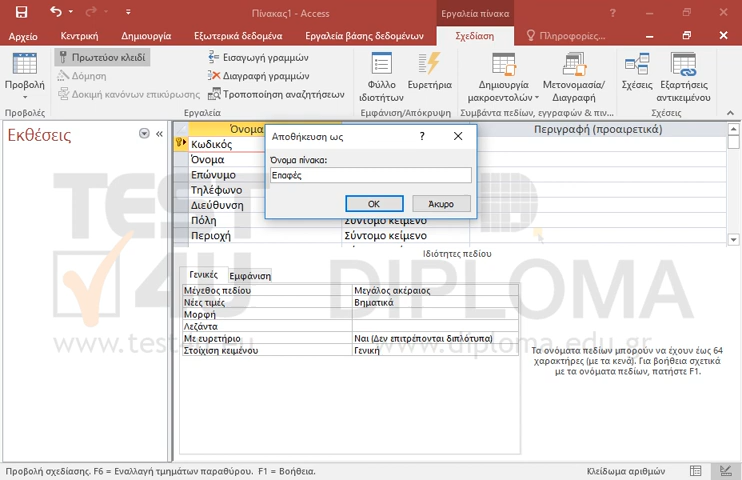 Πίνακας1 - Access
Εργαλεία πίνακα
Αρχείο
Κεντρική
Δημιουργία
Εξωτερικά δεδομένα
Εργαλεία βάσης δεδομένων
Σχεδίαση
Πληροφορίες...
Προβολή
Πρωτεύον κλειδί
Δόμηση
Δοκιμή κανόνων επικύρωσης
Εισαγωγή γραμμών
Διαγραφή γραμμών
Τροποποίηση αναζητήσεων
Φύλλο ιδιοτήτων
Ευρετήρια
Δημιουργία μακροεντολών
Μετονομασία/Διαγραφή
Σχέσεις
Εξαρτήσεις αντικειμένου
Προβολές
Εργαλεία
Εμφάνιση/Απόκρυψη
Συμβάντα πεδίων, εγγραφών & πιν...
Σχέσεις
Εκθέσεις
Όνομα
Περιγραφή (προαιρετικά)
Κωδικός
Όνομα
Επώνυμο
Τηλέφωνο
Διεύθυνση
Πόλη Σύντομο κείμενο
Περιοχή Σύντομο κείμενο
Αποθήκευση ως
Όνομα πίνακα:
Επαφές
OK
Άκυρο
Ιδιότητες πεδίου
Γενικές
Εμφάνιση
Μέγεθος πεδίου Μεγάλος ακέραιος
Νέες τιμές Βηματικά
Μορφή
Λεζάντα
Με ευρετήριο Ναι (Δεν επιτρέπονται διπλότυπα)
Στοίχιση κειμένου Γενική
Τα ονόματα πεδίων μπορούν να έχουν έως 64
χαρακτήρες (με τα κενά). Για βοήθεια σχετικά
με τα ονόματα πεδίων, πατήστε F1.
TEST
4U
DIPLOMA
www.diploma.edu.gr
Προβολή σχεδίασης. F6 = Εναλλαγή τμημάτων παραθύρου. F1 = Βοήθεια.
Κλείδωμα αριθμών